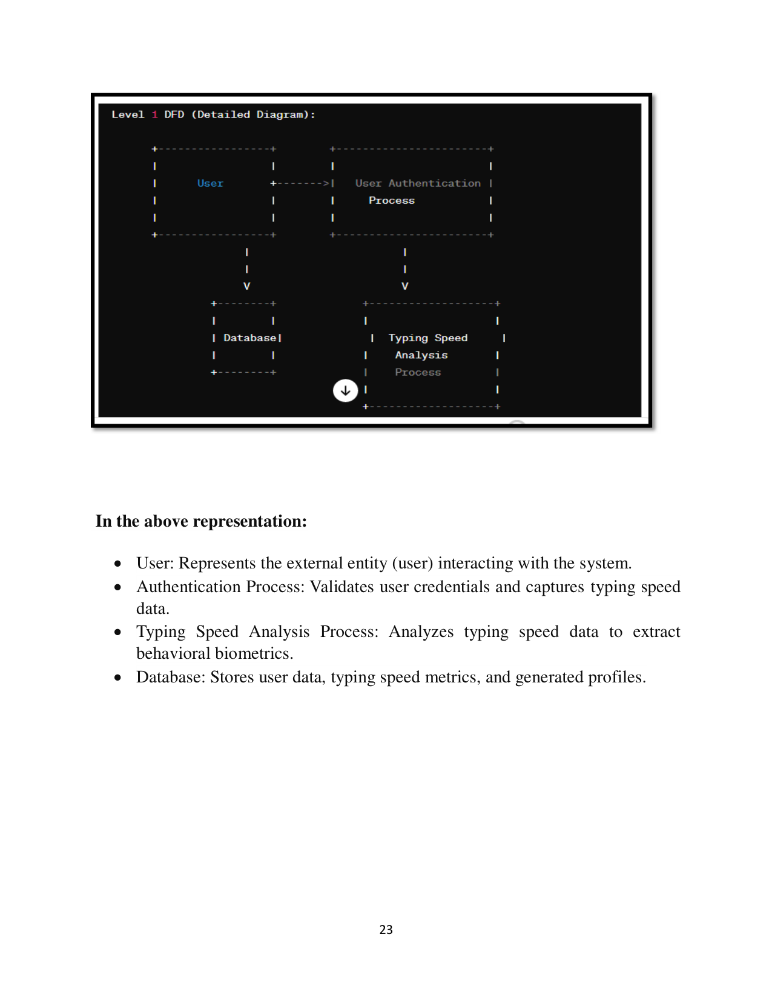 Level 1 DFD (Detailed Diagram):
User
User Authentication
Process
Database
Typing Speed
Analysis
Process
In the above representation:
• User: Represents the external entity (user) interacting with the system.
• Authentication Process: Validates user credentials and captures typing speed
data.
• Typing Speed Analysis Process: Analyzes typing speed data to extract
behavioral biometrics.
• Database: Stores user data, typing speed metrics, and generated profiles.
23